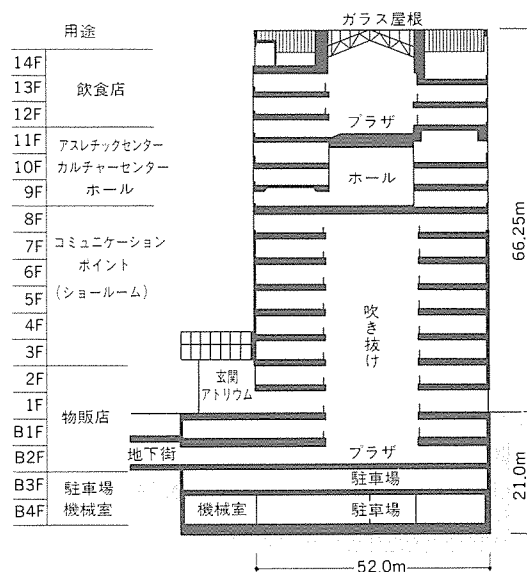 用途
ガラス屋根
14F
13F
12F
飲食店
プラザ
11F
10F
9F
アスレチックセンター
カルチャーセンター
ホール
ホール
8F
7F
6F
5F
4F
3F
コミュニケーション
ポイント
(ショールーム)
吹き抜け
66.25m
2F
1F
B1F
B2F
物販店
玄関
アトリウム
地下街
プラザ
B3F
B4F
駐車場
機械室
駐車場
機械室
駐車場
21.0m
52.0m